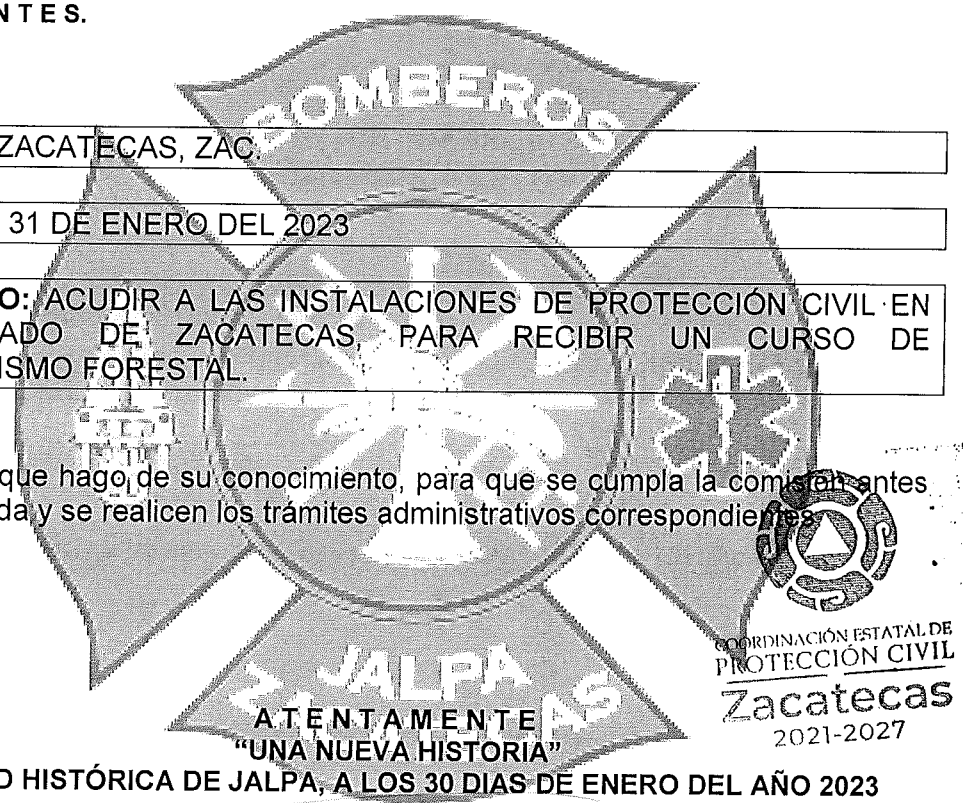 N T E S.
BOMBEROS
ZACATECAS, ZAC.
31 DE ENERO DEL 2023
O: ACUDIR A LAS INSTALACIONES DE PROTECCIÓN CIVIL EN
ADO DE ZACATECAS, PARA RECIBIR UN CURSO DE
ISMO FORESTAL.
que hago de su conocimiento, para que se cumpla la comisión antes
da y se realicen los trámites administrativos correspondientes
COORDINACIÓN ESTATAL DE
PROTECCIÓN CIVIL
Zacatecas
2021-2027
JALPA
ZACATECAS
A T E N T A M E N T E
“UNA NUEVA HISTORIA”
D HISTÓRICA DE JALPA, A LOS 30 DIAS DE ENERO DEL AÑO 2023